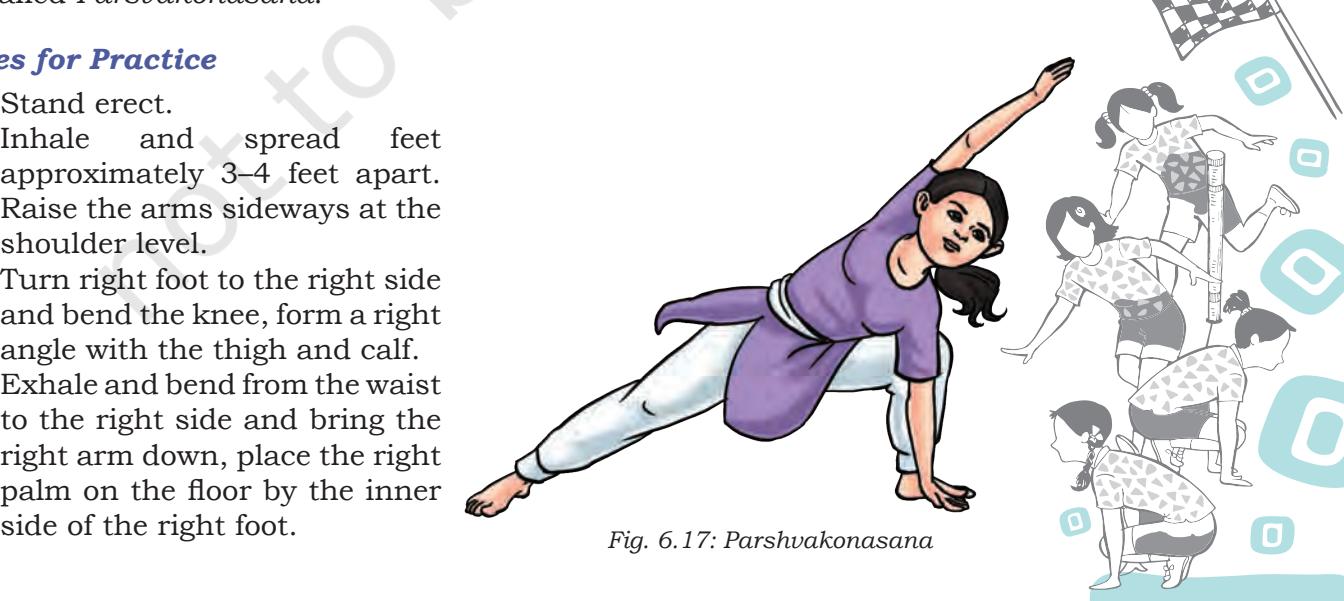 Parsvakonasana.
es for Practice
Stand erect.
Inhale and spread feet
approximately 3–4 feet apart.
Raise the arms sideways at the
shoulder level.
Turn right foot to the right side
and bend the knee, form a right
angle with the thigh and calf.
Exhale and bend from the waist
to the right side and bring the
right arm down, place the right
palm on the floor by the inner
side of the right foot.
Fig. 6.17: Parshvakonasana
not to b